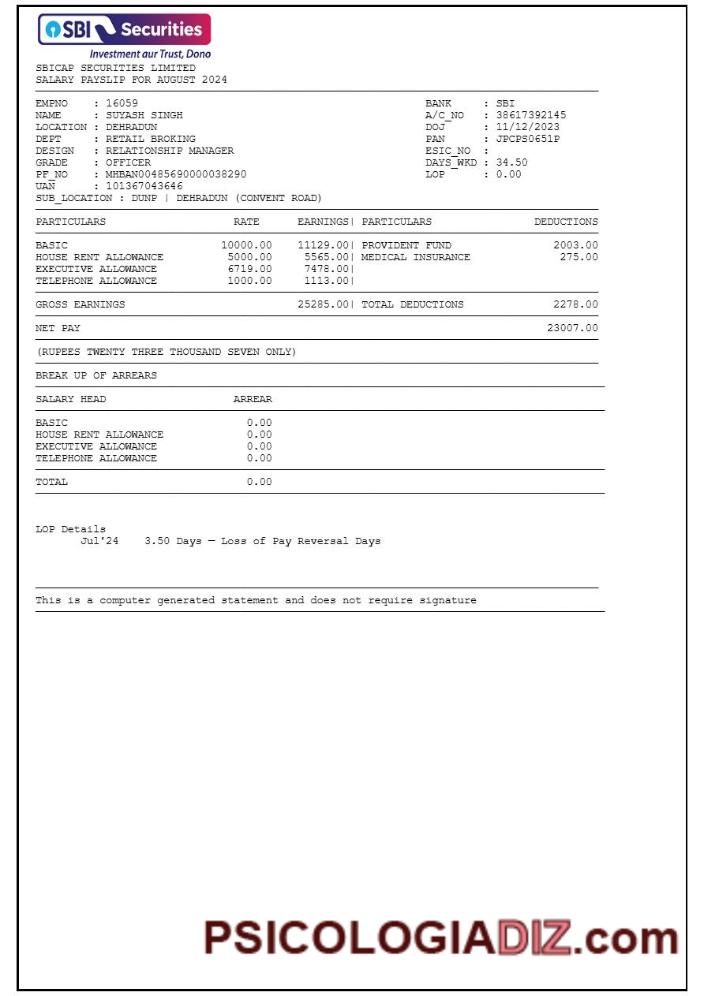 SBI Securities
Investment aur Trust, Dono
SBICAP SECURITIES LIMITED
SALARY PAYSLIP FOR AUGUST 2024
EMPNO : 16059 BANK : SBI
NAME : SUYASH SINGH A/C_NO : 38617392145
LOCATION : DEHRADUN DOJ : 11/12/2023
DEPT : RETAIL BROKING PAN : JPCPS0651P
DESIGN : RELATIONSHIP MANAGER ESIC_NO :
GRADE : OFFICER DAYS_WKD : 34.50
PF_NO : MHBAN00485690000038290 LOP : 0.00
UAN : 101367043646
SUB_LOCATION : DUNP | DEHRADUN (CONVENT ROAD)
PARTICULARS RATE EARNINGS| PARTICULARS DEDUCTIONS
BASIC 10000.00 11129.00| PROVIDENT FUND 2003.00
HOUSE RENT ALLOWANCE 5000.00 5565.00| MEDICAL INSURANCE 275.00
EXECUTIVE ALLOWANCE 6719.00 7478.00|
TELEPHONE ALLOWANCE 1000.00 1113.00|
GROSS EARNINGS 25285.00| TOTAL DEDUCTIONS 2278.00
NET PAY 23007.00
(RUPEES TWENTY THREE THOUSAND SEVEN ONLY)
BREAK UP OF ARREARS
SALARY HEAD ARREAR
BASIC 0.00
HOUSE RENT ALLOWANCE 0.00
EXECUTIVE ALLOWANCE 0.00
TELEPHONE ALLOWANCE 0.00
TOTAL 0.00
LOP Details
Jul'24 3.50 Days — Loss of Pay Reversal Days
This is a computer generated statement and does not require signature
PSICOLOGIADIZ.com